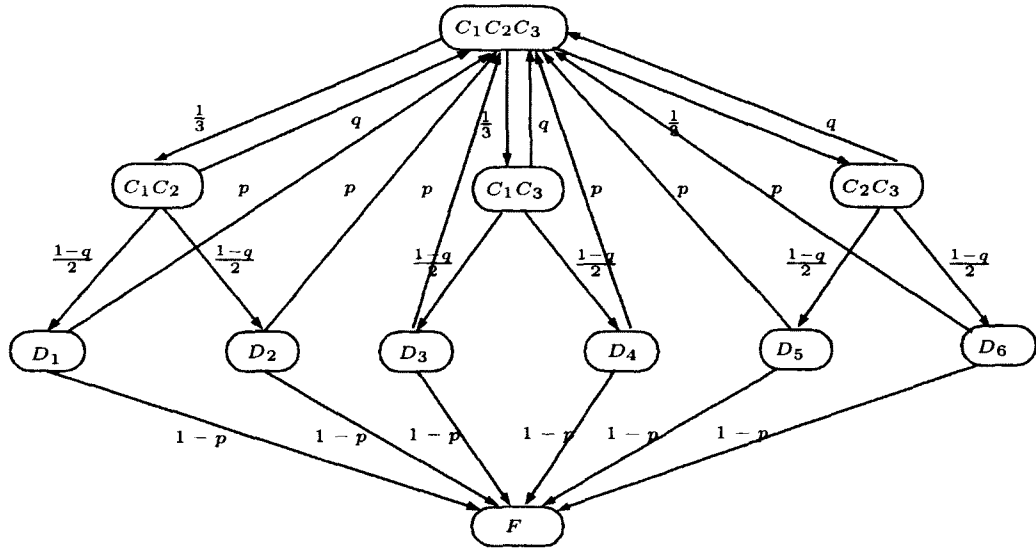 C₁C₂C₃
1/3 q 1/3 q 1/3 q
C₁C₂ p p p C₁C₃ p p p C₂C₃
1−q/2 1−q/2 1−q/2 1−q/2 1−q/2 1−q/2
D₁ D₂ D₃ D₄ D₅ D₆
1 − p 1 − p 1 − p 1 − p 1 − p 1 − p
F